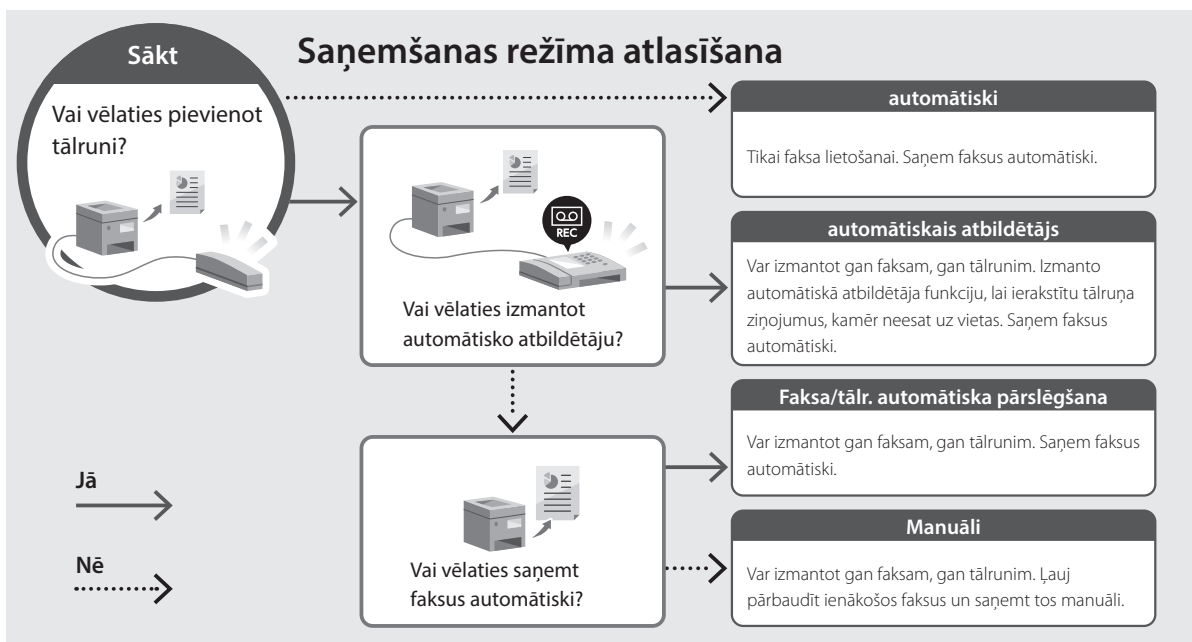 Saņemšanas režīma atlasīšana
Sākt
Vai vēlaties pievienot
tālruni?
REC
Vai vēlaties izmantot
automātisko atbildētāju?
Vai vēlaties saņemt
faksus automātiski?
automātiski
Tikai faksa lietošanai. Saņem faksus automātiski.
automātiskais atbildētājs
Var izmantot gan faksam, gan tālrunim. Izmanto
automātiskā atbildētāja funkciju, lai ierakstītu tālruņa
ziņojumus, kamēr neesat uz vietas. Saņem faksus
automātiski.
Faksa/tālr. automātiska pārslēgšana
Var izmantot gan faksam, gan tālrunim. Saņem faksus
automātiski.
Manuāli
Var izmantot gan faksam, gan tālrunim. Ļauj
pārbaudīt ienākošos faksus un saņemt tos manuāli.
Jā
Nē